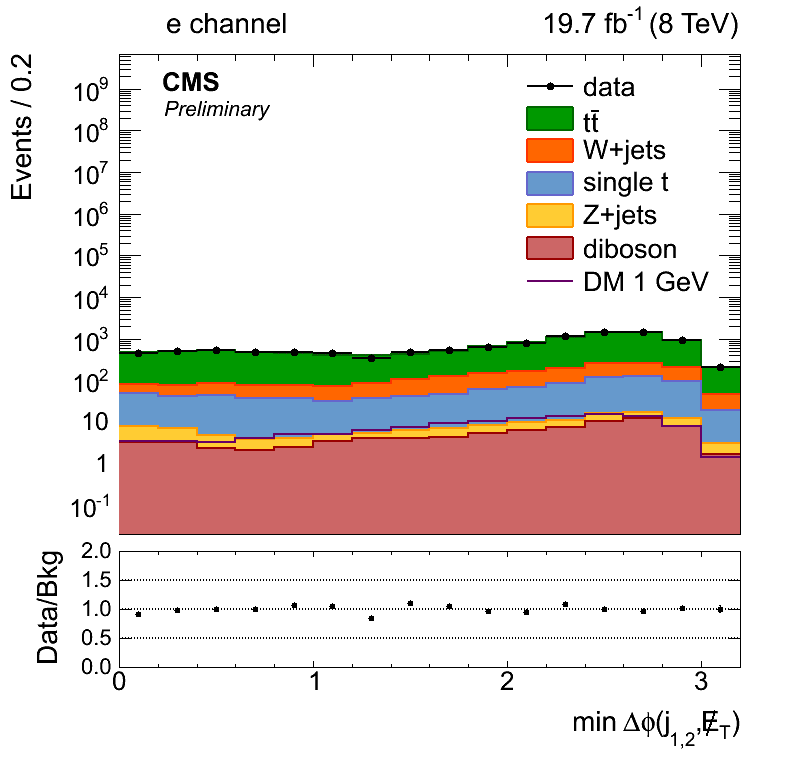 e channel 19.7 fb⁻¹ (8 TeV)
Events / 0.2
CMS
Preliminary
data
tt̄
W+jets
single t
Z+jets
diboson
DM 1 GeV
10⁹
10⁸
10⁷
10⁶
10⁵
10⁴
10³
10²
10
1
10⁻¹
Data/Bkg
2.0
1.5
1.0
0.5
0.0
0 1 2 3
min Δϕ(j₁,₂,E̸_T)